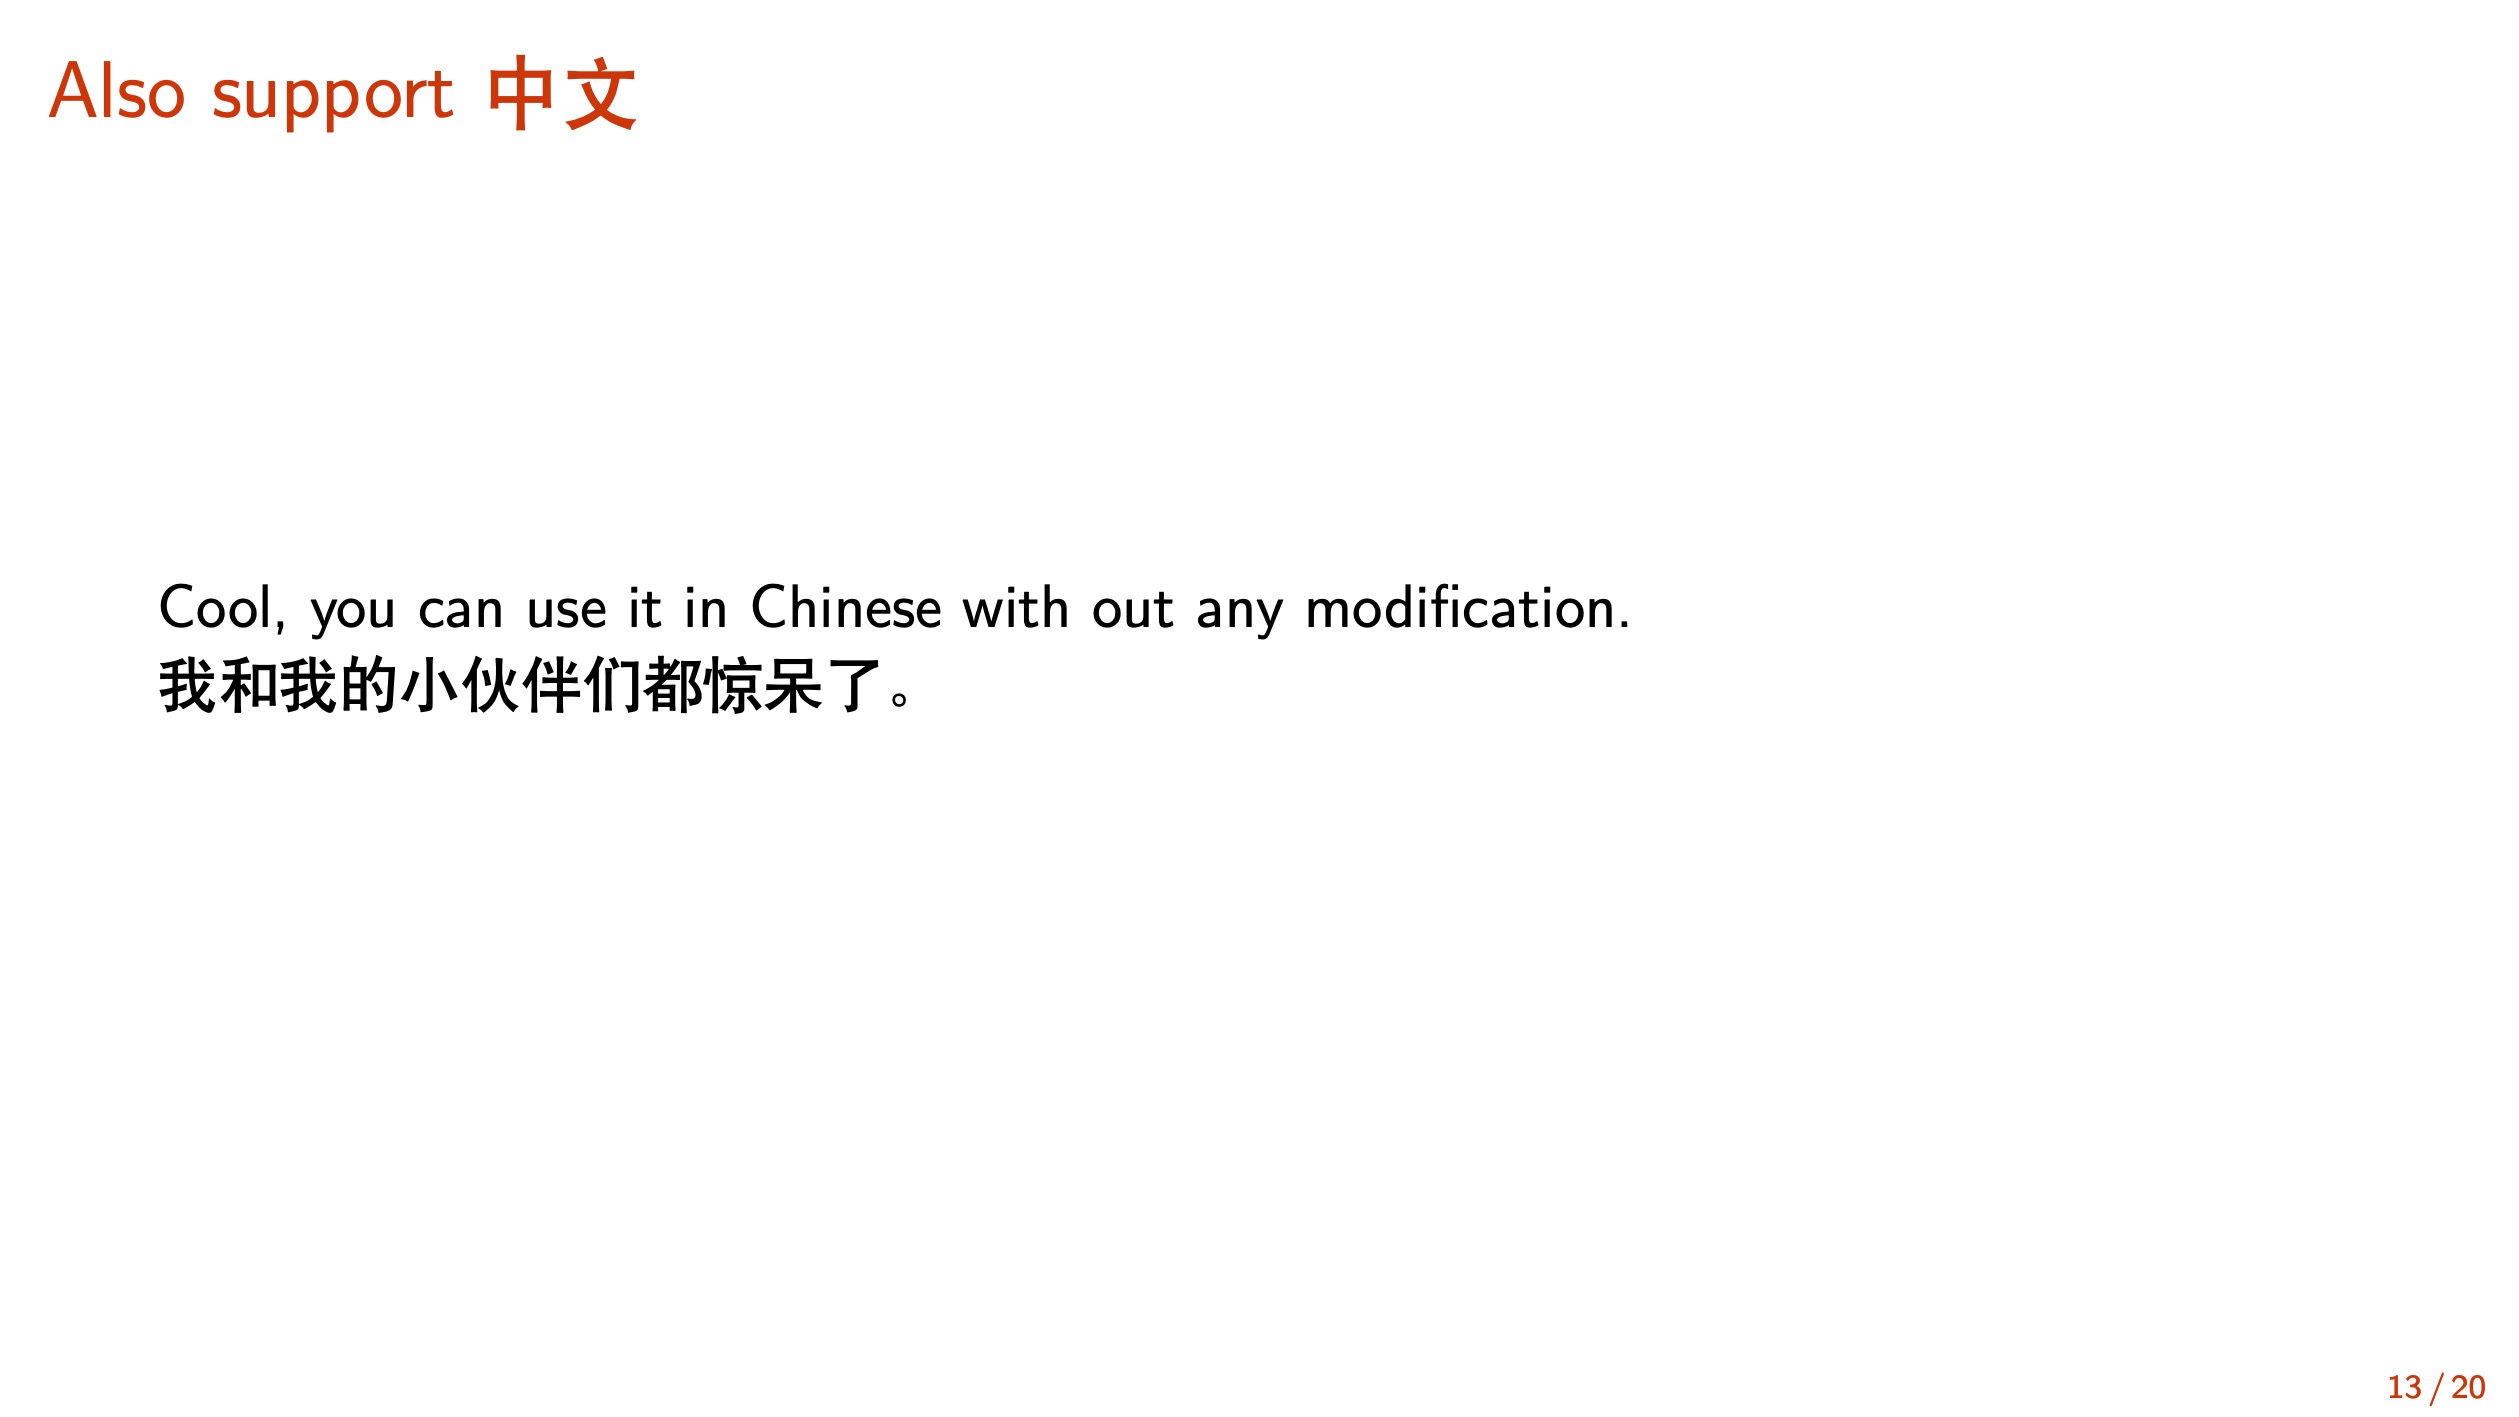 Also support 中文
Cool, you can use it in Chinese with out any modification.
我和我的小伙伴们都惊呆了。
13/20